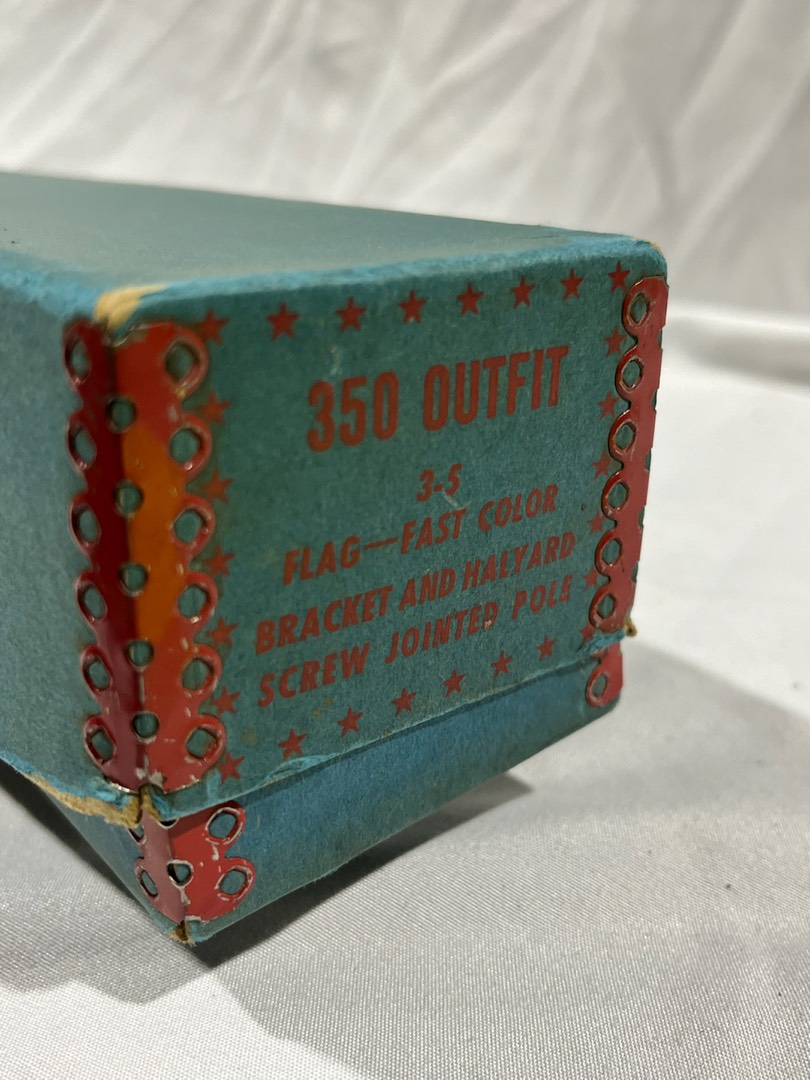 350 OUTFIT
3-5
FLAG—FAST COLOR
BRACKET AND HALYARD
SCREW JOINTED POLE